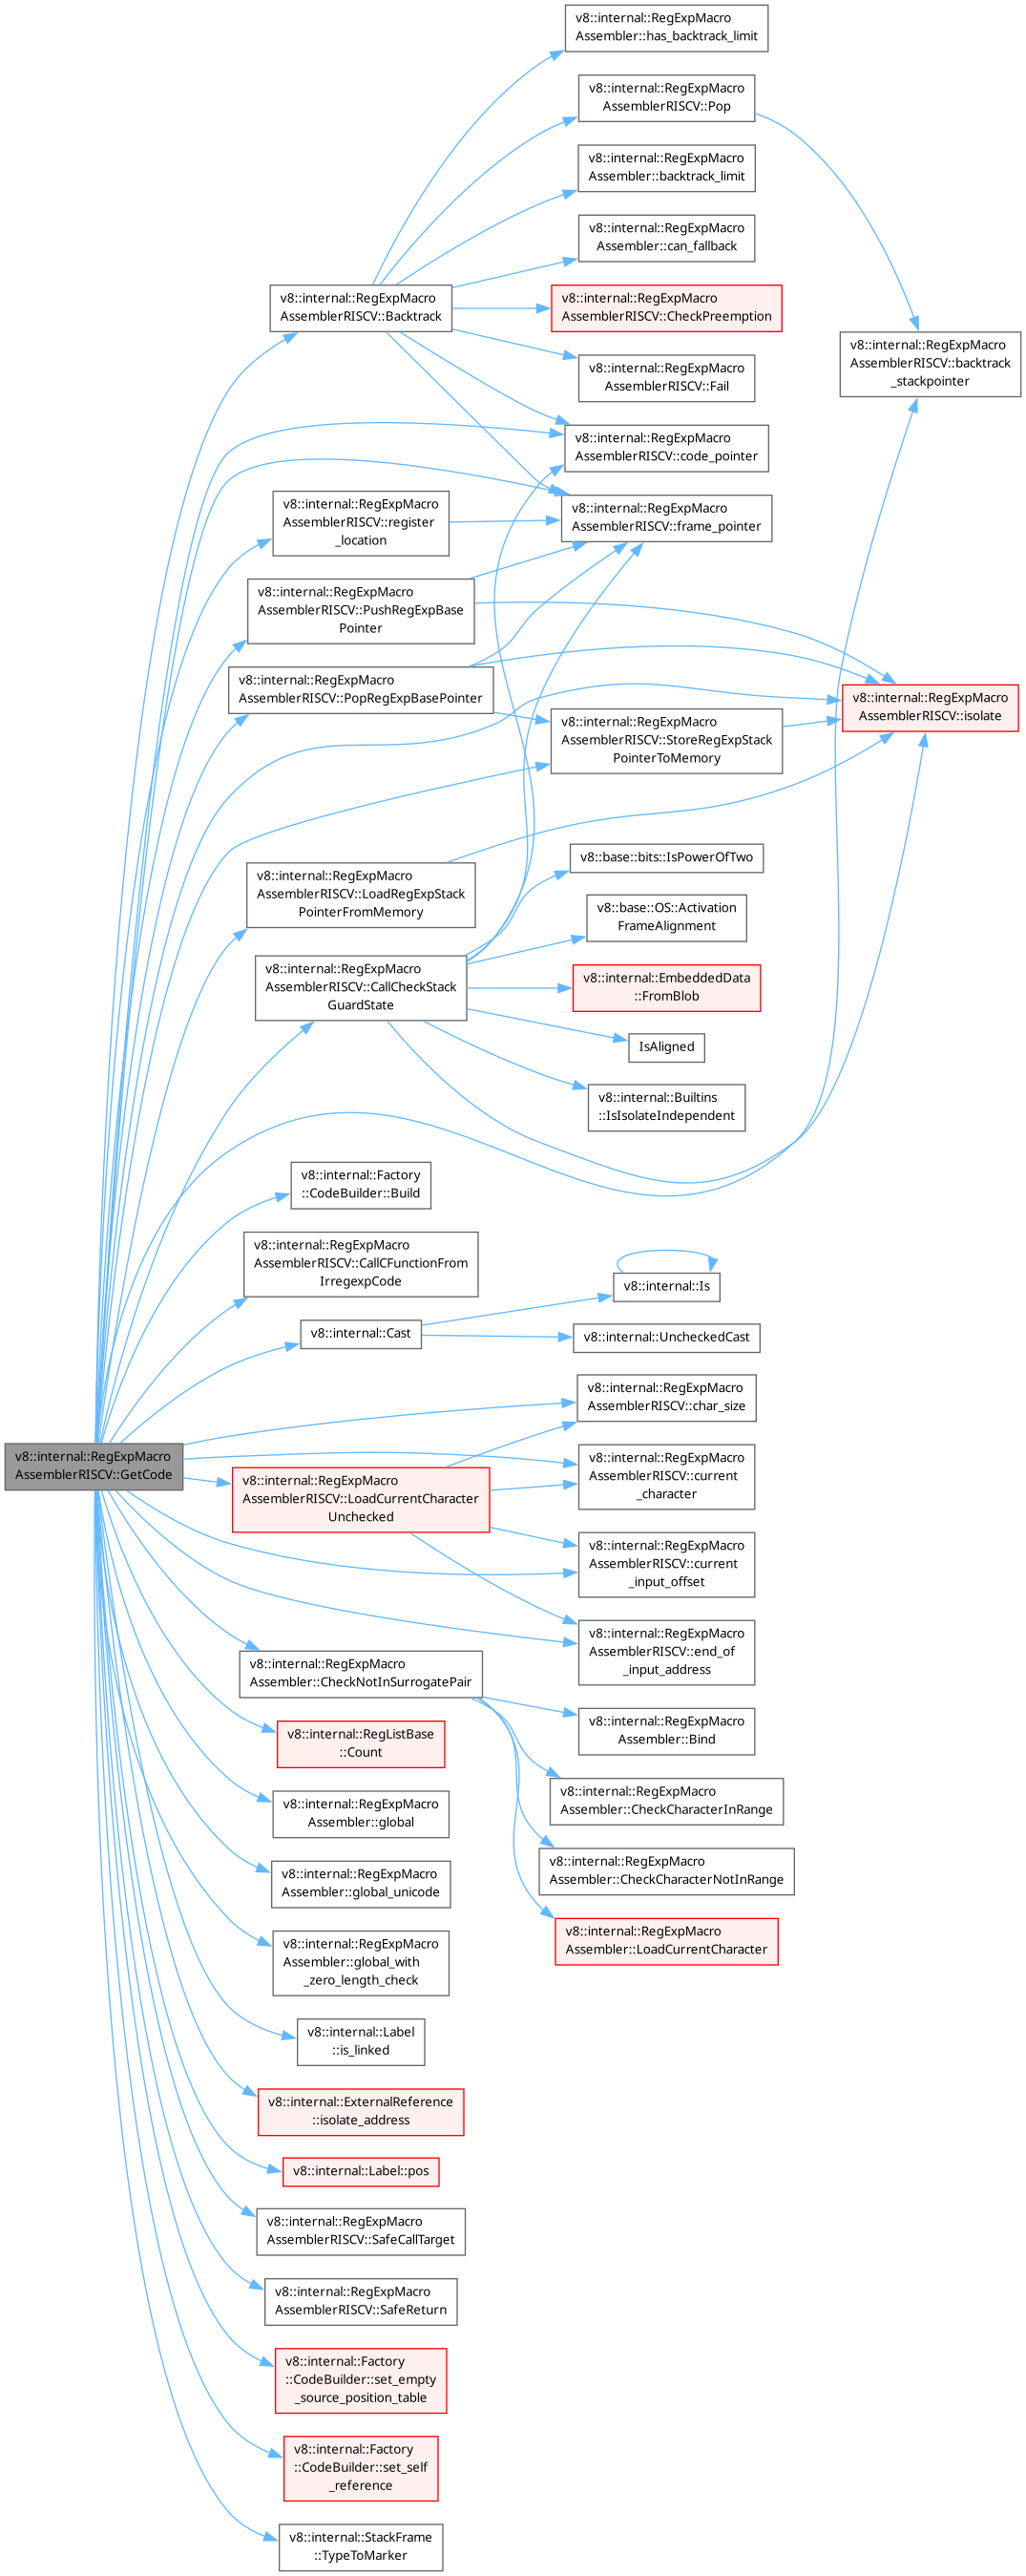 v8::internal::RegExpMacro
Assembler::has_backtrack_limit
v8::internal::RegExpMacro
AssemblerRISCV::Pop
v8::internal::RegExpMacro
Assembler::backtrack_limit
v8::internal::RegExpMacro
Assembler::can_fallback
v8::internal::RegExpMacro
AssemblerRISCV::Backtrack
v8::internal::RegExpMacro
AssemblerRISCV::CheckPreemption
v8::internal::RegExpMacro
AssemblerRISCV::backtrack
_stackpointer
v8::internal::RegExpMacro
AssemblerRISCV::Fail
v8::internal::RegExpMacro
AssemblerRISCV::code_pointer
v8::internal::RegExpMacro
AssemblerRISCV::register
_location
v8::internal::RegExpMacro
AssemblerRISCV::frame_pointer
v8::internal::RegExpMacro
AssemblerRISCV::PushRegExpBase
Pointer
v8::internal::RegExpMacro
AssemblerRISCV::PopRegExpBasePointer
v8::internal::RegExpMacro
AssemblerRISCV::isolate
v8::internal::RegExpMacro
AssemblerRISCV::StoreRegExpStack
PointerToMemory
v8::base::bits::IsPowerOfTwo
v8::internal::RegExpMacro
AssemblerRISCV::LoadRegExpStack
PointerFromMemory
v8::base::OS::Activation
FrameAlignment
v8::internal::RegExpMacro
AssemblerRISCV::CallCheckStack
GuardState
v8::internal::EmbeddedData
::FromBlob
IsAligned
v8::internal::Builtins
::IsIsolateIndependent
v8::internal::Factory
::CodeBuilder::Build
v8::internal::RegExpMacro
AssemblerRISCV::CallCFunctionFrom
IrregexpCode
v8::internal::Is
v8::internal::Cast
v8::internal::UncheckedCast
v8::internal::RegExpMacro
AssemblerRISCV::char_size
v8::internal::RegExpMacro
AssemblerRISCV::GetCode
v8::internal::RegExpMacro
AssemblerRISCV::current
_character
v8::internal::RegExpMacro
AssemblerRISCV::LoadCurrentCharacter
Unchecked
v8::internal::RegExpMacro
AssemblerRISCV::current
_input_offset
v8::internal::RegExpMacro
AssemblerRISCV::end_of
_input_address
v8::internal::RegExpMacro
Assembler::CheckNotInSurrogatePair
v8::internal::RegExpMacro
Assembler::Bind
v8::internal::RegListBase
::Count
v8::internal::RegExpMacro
Assembler::CheckCharacterInRange
v8::internal::RegExpMacro
Assembler::global
v8::internal::RegExpMacro
Assembler::CheckCharacterNotInRange
v8::internal::RegExpMacro
Assembler::global_unicode
v8::internal::RegExpMacro
Assembler::LoadCurrentCharacter
v8::internal::RegExpMacro
Assembler::global_with
_zero_length_check
v8::internal::Label
::is_linked
v8::internal::ExternalReference
::isolate_address
v8::internal::Label::pos
v8::internal::RegExpMacro
AssemblerRISCV::SafeCallTarget
v8::internal::RegExpMacro
AssemblerRISCV::SafeReturn
v8::internal::Factory
::CodeBuilder::set_empty
_source_position_table
v8::internal::Factory
::CodeBuilder::set_self
_reference
v8::internal::StackFrame
::TypeToMarker